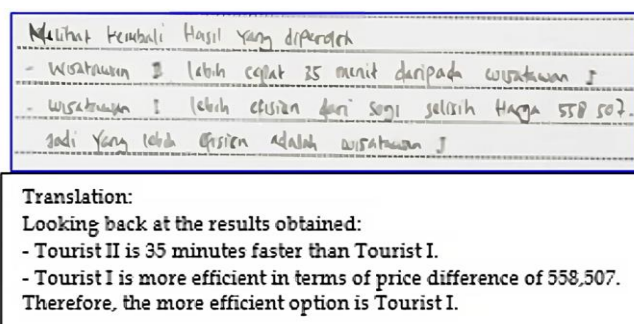 Melihat kembali Hasil yang diperoleh
- Wisatawan II lebih cepat 35 menit daripada wisatawan I
- wisatawan I lebih efisien dari segi selisih Harga 558 507.
Jadi yang lebih efisien adalah wisatawan I
Translation:
Looking back at the results obtained:
- Tourist II is 35 minutes faster than Tourist I.
- Tourist I is more efficient in terms of price difference of 558,507.
Therefore, the more efficient option is Tourist I.